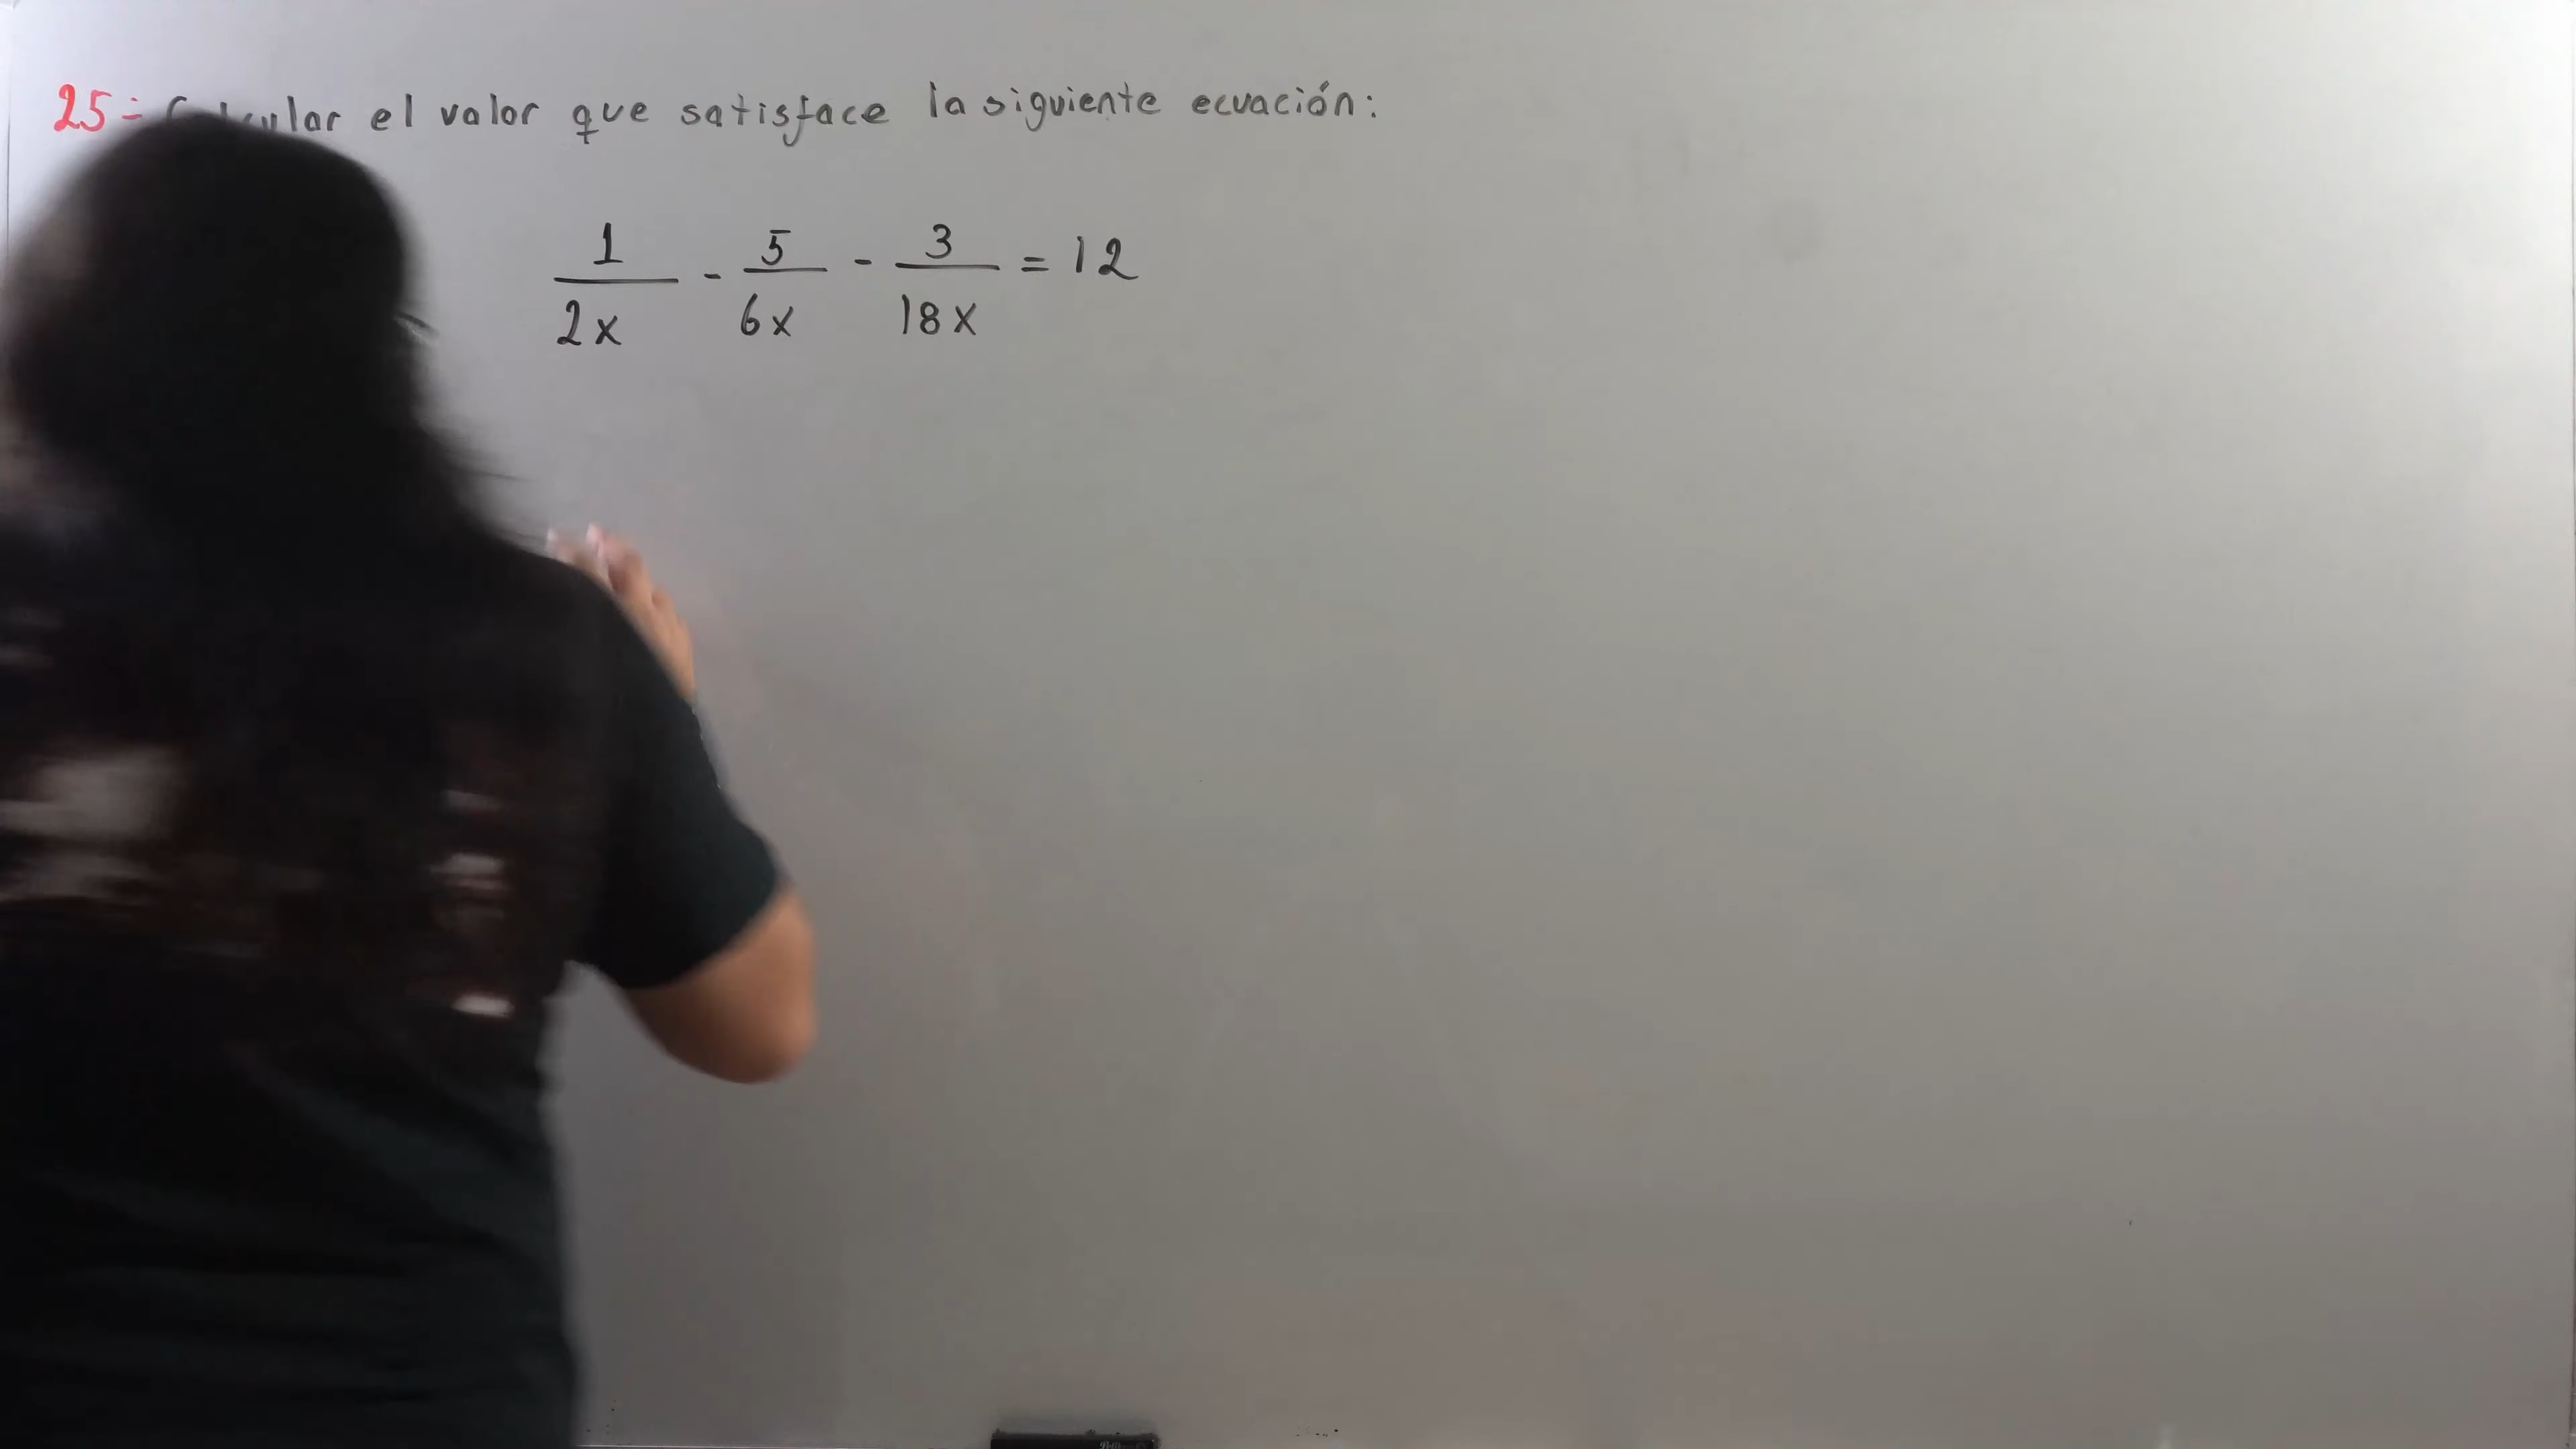 25= Calcular el valor que satisface la siguiente ecuación:
1/2x - 5/6x - 3/18x = 12